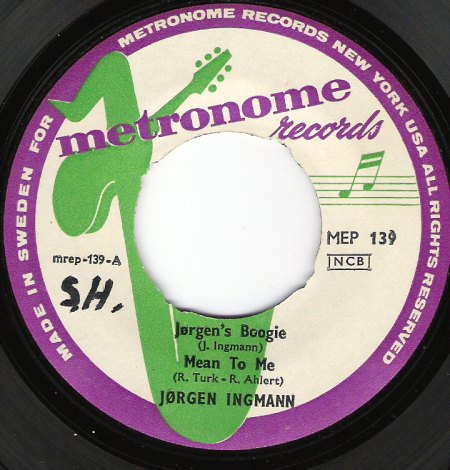 MADE IN SWEDEN FOR METRONOME RECORDS NEW YORK USA ALL RIGHTS RESERVED
metronome
records
MEP 139
NCB
mrep-139-A
S.H.
Jørgen's Boogie
(J. Ingmann)
Mean To Me
(R. Turk - R. Ahlert)
JØRGEN INGMANN